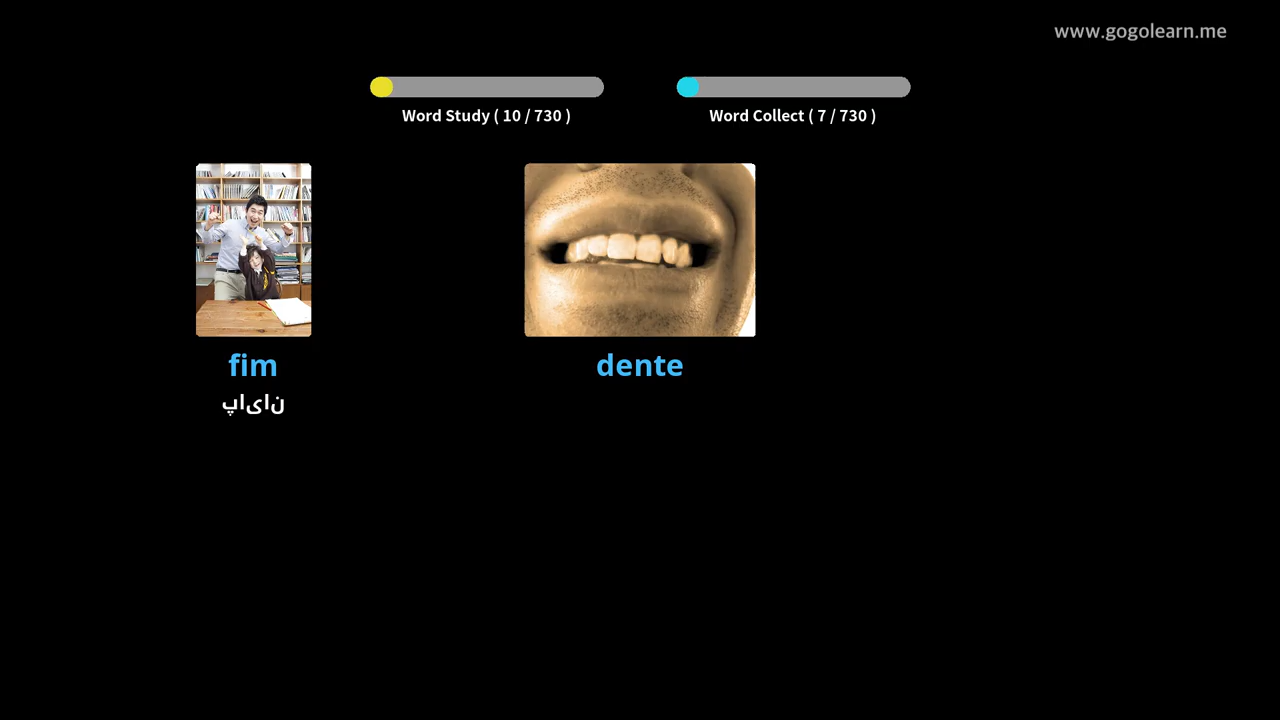 www.gogolearn.me
Word Study ( 10 / 730 )
Word Collect ( 7 / 730 )
fim
پایان
dente